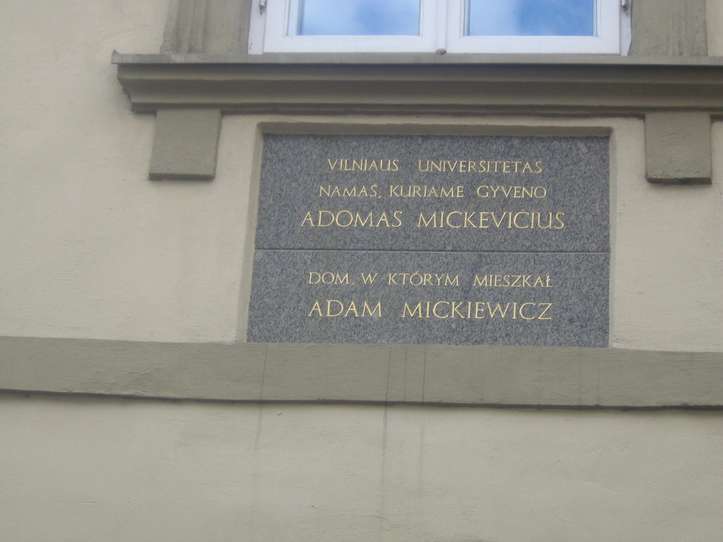 VILNIAUS UNIVERSITETAS
NAMAS, KURIAME GYVENO
ADOMAS MICKEVICIUS
DOM, W KTÓRYM MIESZKAŁ
ADAM MICKIEWICZ